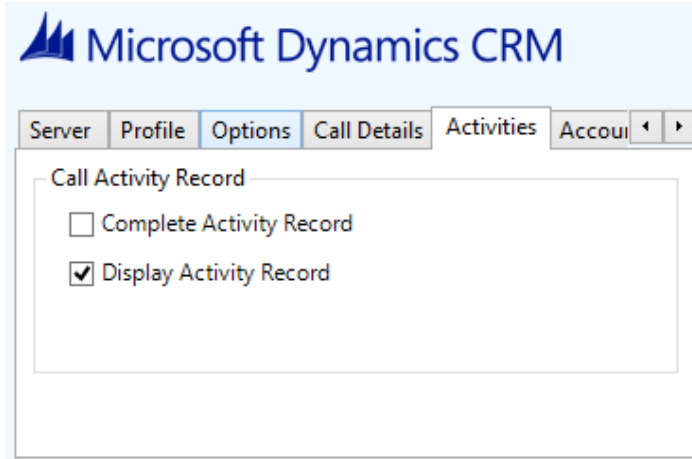 Microsoft Dynamics CRM
Server Profile Options Call Details Activities
Call Activity Record
Complete Activity Record
Display Activity Record